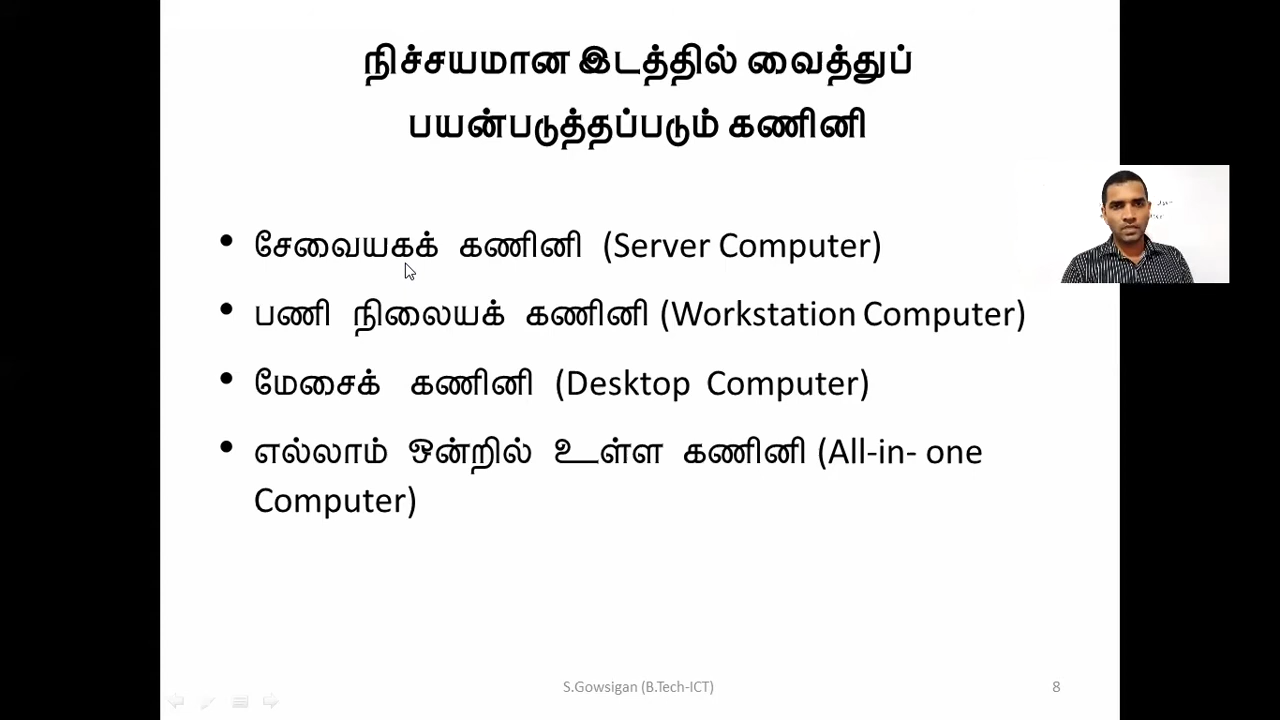 நிச்சயமான இடத்தில் வைத்துப்
பயன்படுத்தப்படும் கணினி
• சேவையகக் கணினி (Server Computer)
• பணி நிலையக் கணினி (Workstation Computer)
• மேசைக் கணினி (Desktop Computer)
• எல்லாம் ஒன்றில் உள்ள கணினி (All-in- one
Computer)
S.Gowsigan (B.Tech-ICT)
8